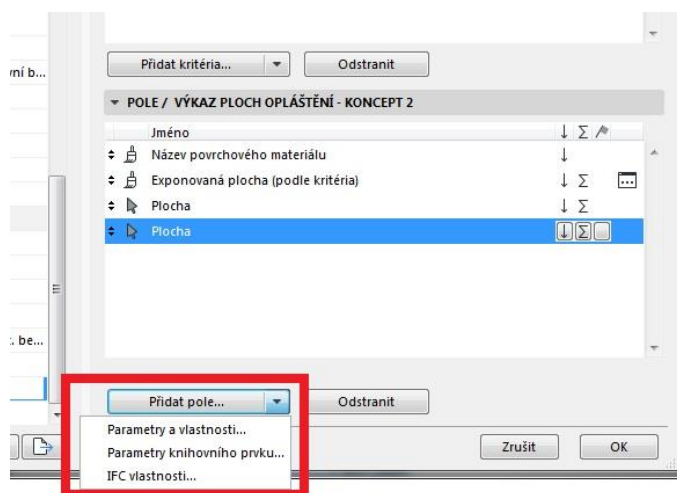 vní b...
Přidat kritéria... Odstranit
POLE / VÝKAZ PLOCH OPLÁŠTĚNÍ - KONCEPT 2
Jméno ↓ Σ
Název povrchového materiálu ↓
Exponovaná plocha (podle kritéria) ↓ Σ ...
Plocha ↓ Σ
Plocha ↓ Σ
. be...
Přidat pole... Odstranit
Parametry a vlastnosti...
Parametry knihovního prvku...
IFC vlastnosti...
Zrušit OK